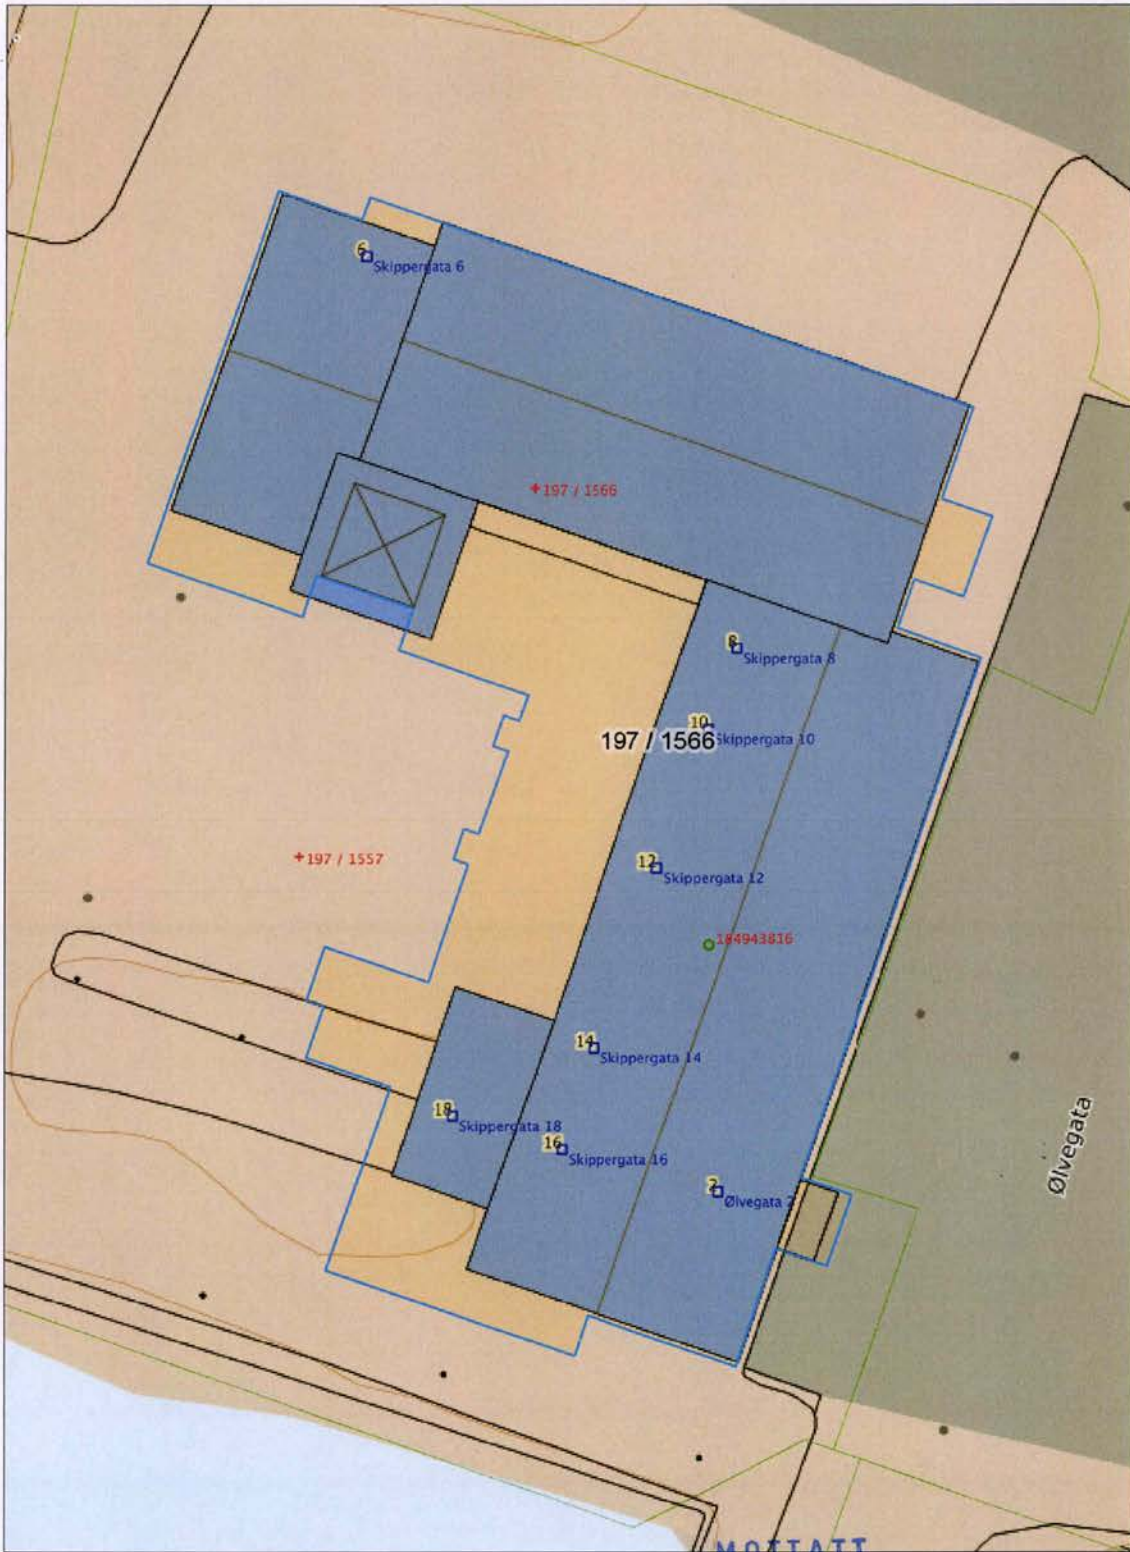 6
Skippergata 6
197 / 1566
8
Skippergata 8
10
197 / 1566
Skippergata 10
197 / 1557
12
Skippergata 12
184943816
14
Skippergata 14
18
Skippergata 18
16
Skippergata 16
2
Ølvegata 2
Ølvegata
MOTTATT